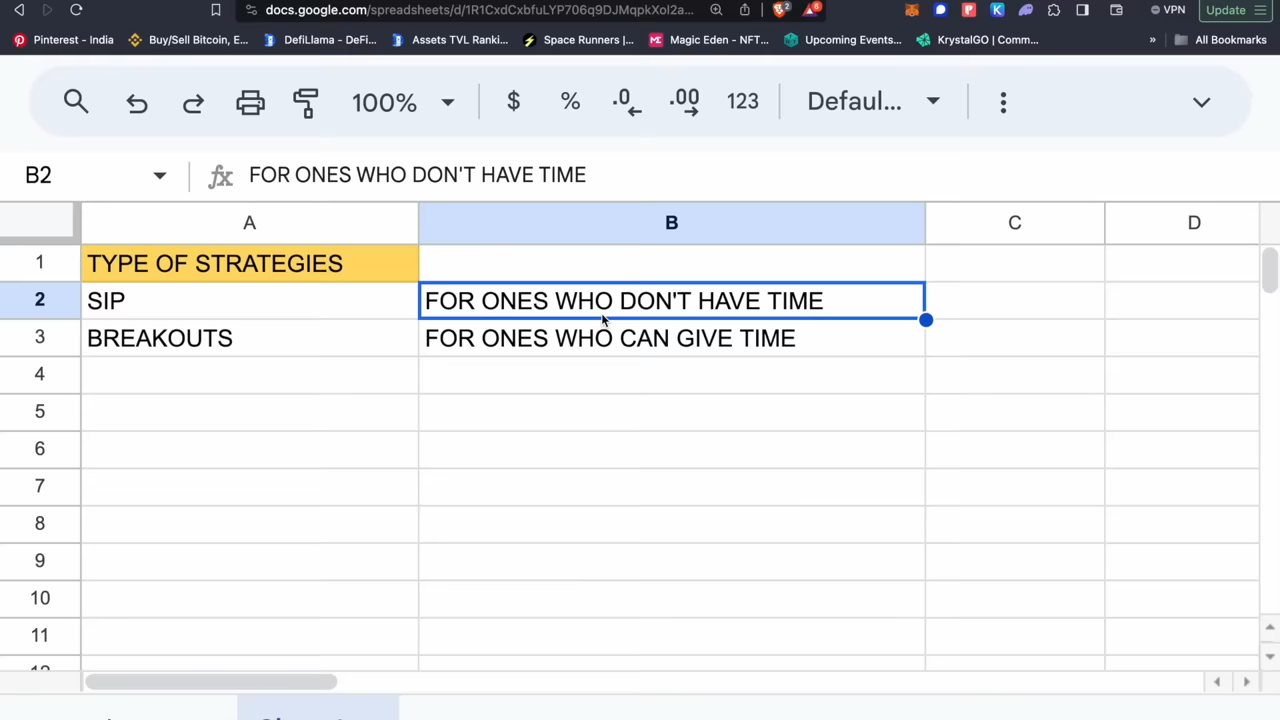 docs.google.com/spreadsheets/d/1R1CxdCxbfuLYP706q9DJMqpkXol2a...
VPN
Update
Pinterest - India
Buy/Sell Bitcoin, E...
DefiLlama - DeFi...
Assets TVL Ranki...
Space Runners |...
Magic Eden - NFT...
Upcoming Events...
KrystalGO | Comm...
»
All Bookmarks
100%
$
%
.0
.00
123
Defaul...
B2
fx
FOR ONES WHO DON'T HAVE TIME
A
B
C
D
1
TYPE OF STRATEGIES
2
SIP
FOR ONES WHO DON'T HAVE TIME
3
BREAKOUTS
FOR ONES WHO CAN GIVE TIME
4
5
6
7
8
9
10
11